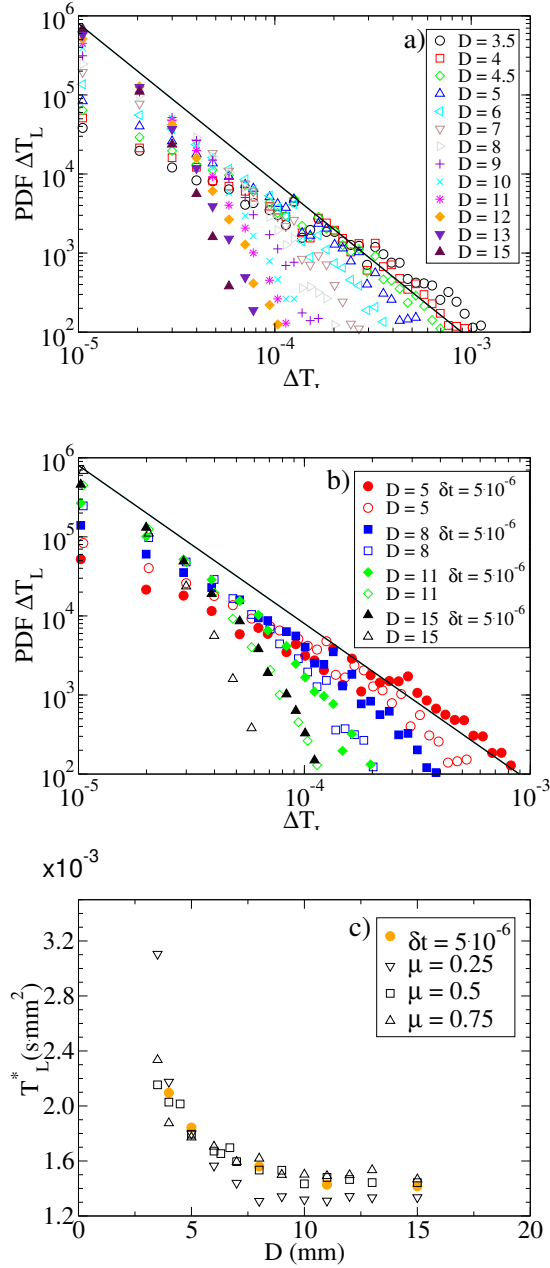 10^6
a)
D = 3.5
D = 4
D = 4.5
D = 5
D = 6
D = 7
D = 8
D = 9
D = 10
D = 11
D = 12
D = 13
D = 15
10^5
10^4
10^3
10^2
PDF ΔT_L
10^-5
10^-4
10^-3
10^6
b)
D = 5 δt = 5·10^-6
D = 5
D = 8 δt = 5·10^-6
D = 8
D = 11 δt = 5·10^-6
D = 11
D = 15 δt = 5·10^-6
D = 15
10^5
10^4
10^3
10^2
PDF ΔT_L
10^-5
10^-4
10^-3
x10^-3
c)
δt = 5·10^-6
μ = 0.25
μ = 0.5
μ = 0.75
3.2
2.8
2.4
2.0
1.6
1.2
T*_L (s·mm^2)
0
5
10
15
20
D (mm)